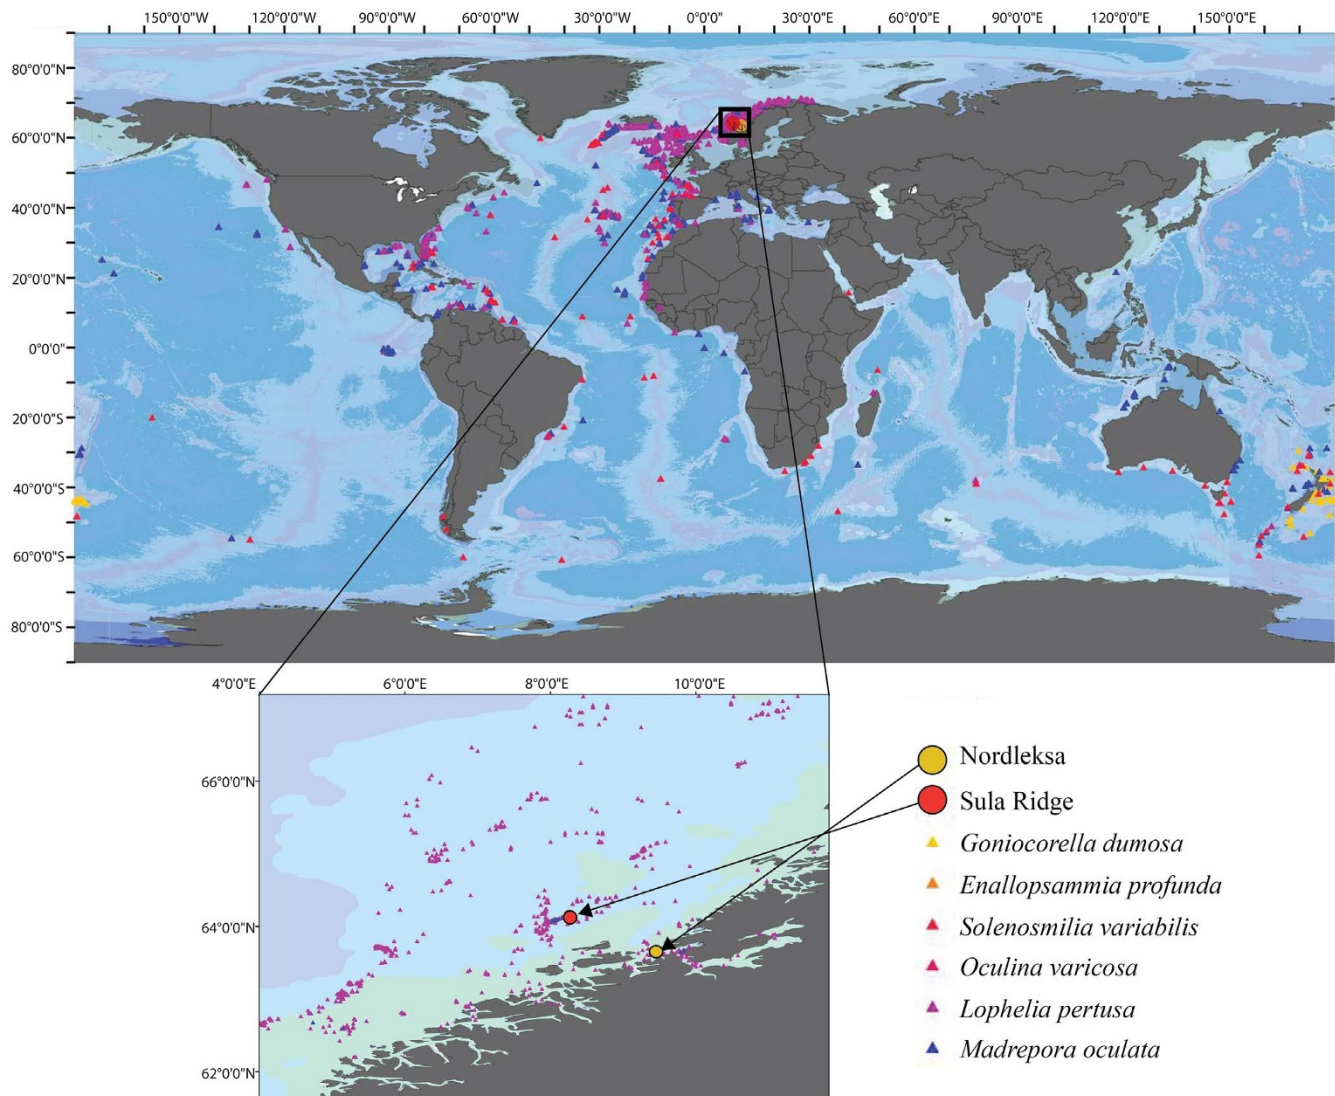 150°0'0"W 120°0'0"W 90°0'0"W 60°0'0"W 30°0'0"W 0°0'0" 30°0'0"E 60°0'0"E 90°0'0"E 120°0'0"E 150°0'0"E
80°0'0"N
60°0'0"N
40°0'0"N
20°0'0"N
0°0'0"
20°0'0"S
40°0'0"S
60°0'0"S
80°0'0"S
4°0'0"E 6°0'0"E 8°0'0"E 10°0'0"E
66°0'0"N
64°0'0"N
62°0'0"N
Nordleksa
Sula Ridge
Goniocorella dumosa
Enallopsammia profunda
Solenosmilia variabilis
Oculina varicosa
Lophelia pertusa
Madrepora oculata